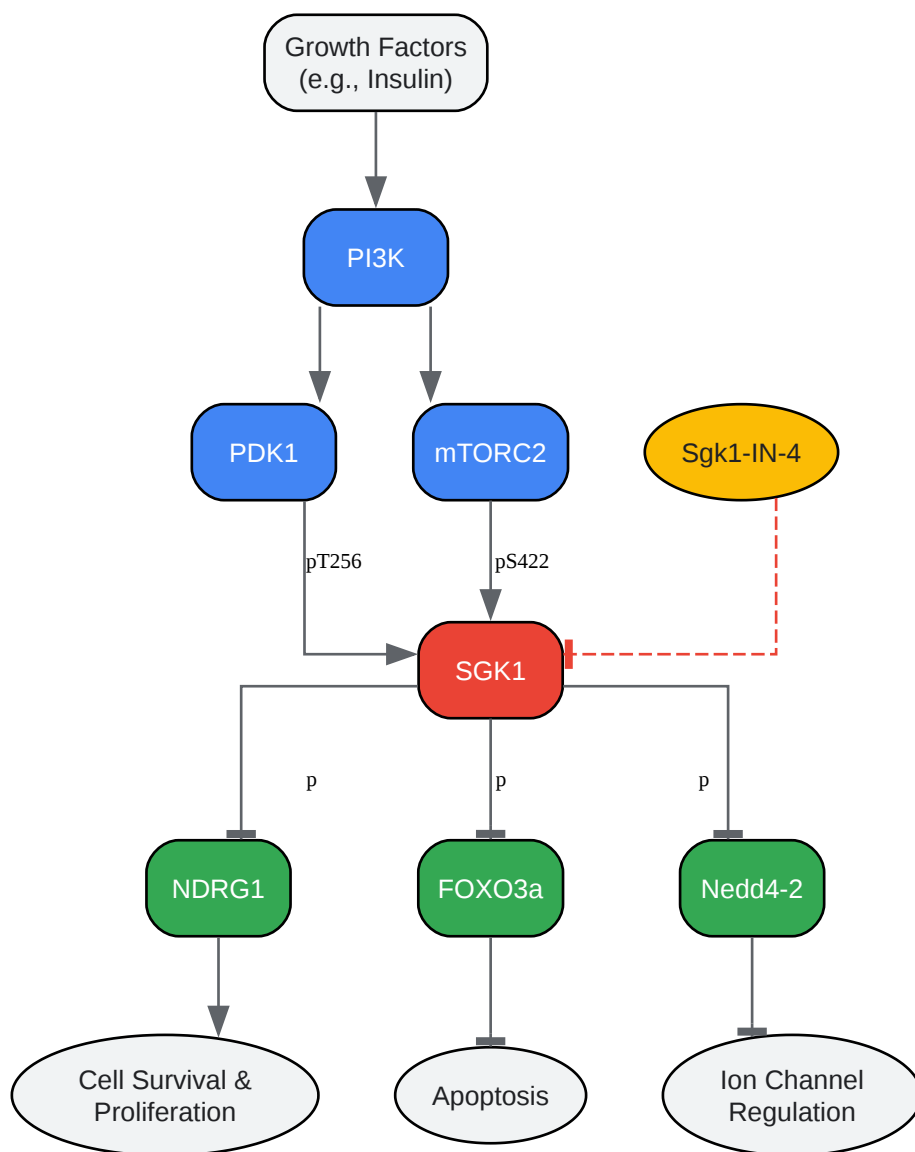 Growth Factors
(e.g., Insulin)
PI3K
PDK1
mTORC2
Sgk1-IN-4
pT256
pS422
SGK1
p
p
p
NDRG1
FOXO3a
Nedd4-2
Cell Survival &
Proliferation
Apoptosis
Ion Channel
Regulation